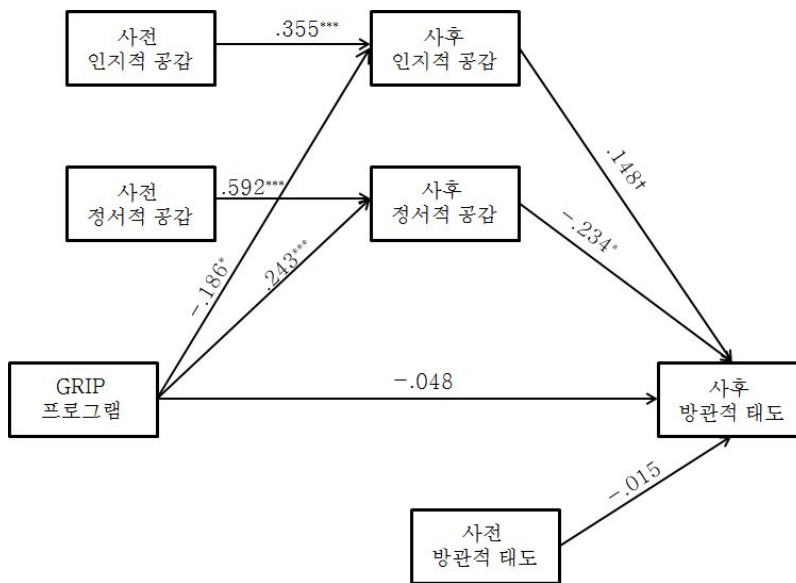 사전
인지적 공감
.355***
사후
인지적 공감
사전
정서적 공감
.592***
사후
정서적 공감
.148†
-.234*
-.186*
.243***
GRIP
프로그램
-.048
사후
방관적 태도
-.015
사전
방관적 태도